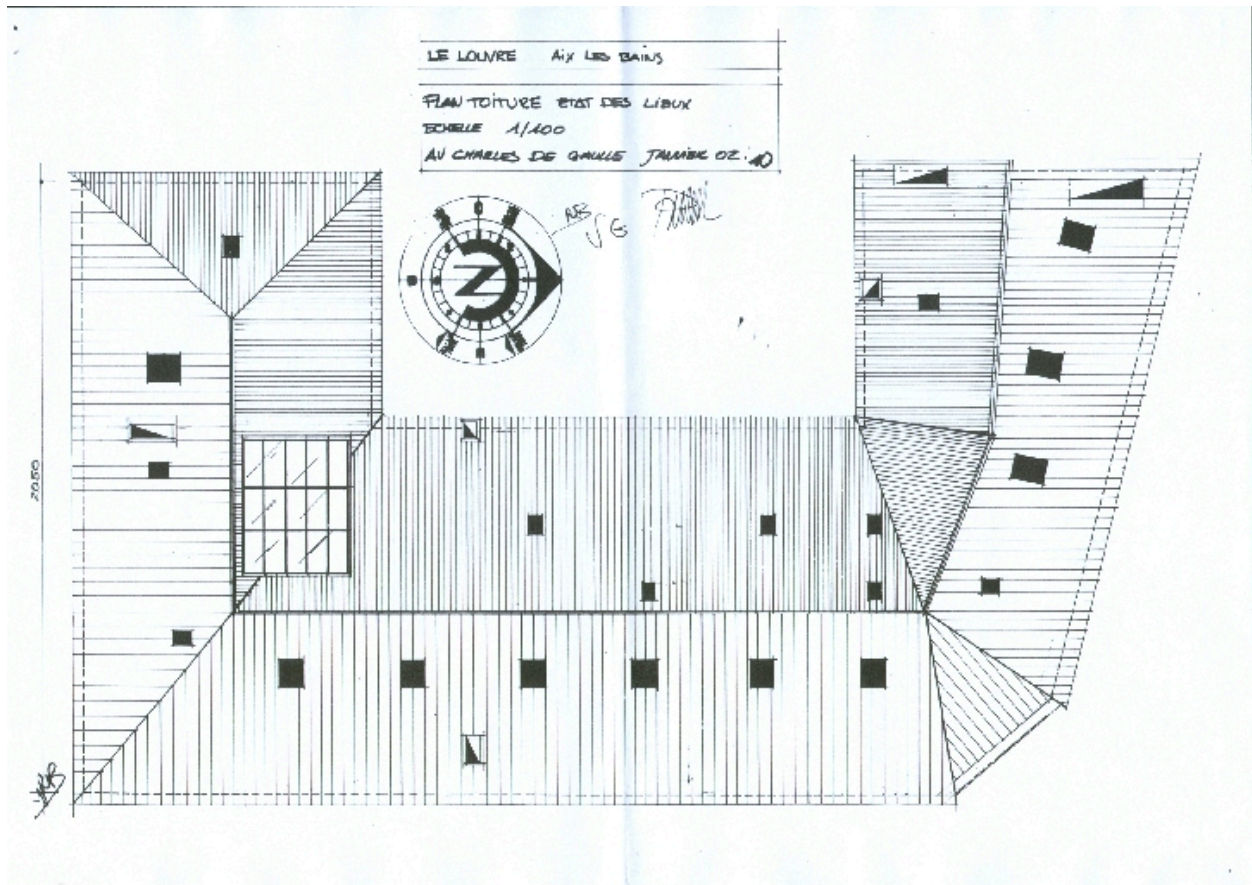 LE LOUVRE AIX LES BAINS
PLAN TOITURE ETAT DES LIEUX
ECHELLE 1/100
AV CHARLES DE GAULLE JANVIER 02.10
N
2050